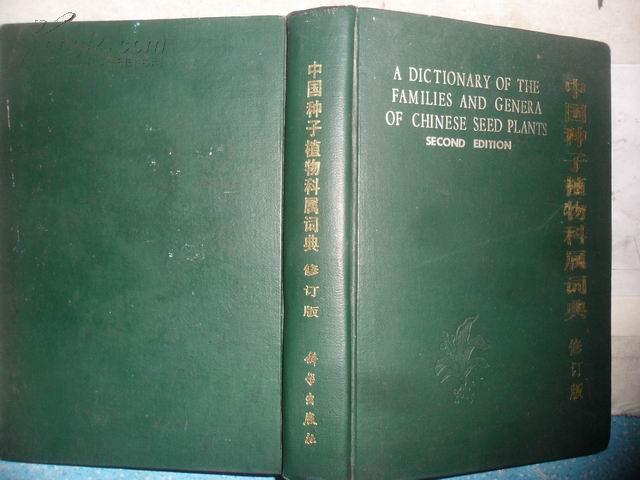 中国种子植物科属词典 修订版
科学出版社
A DICTIONARY OF THE
FAMILIES AND GENERA
OF CHINESE SEED PLANTS
SECOND EDITION
中国种子植物科属词典 修订版